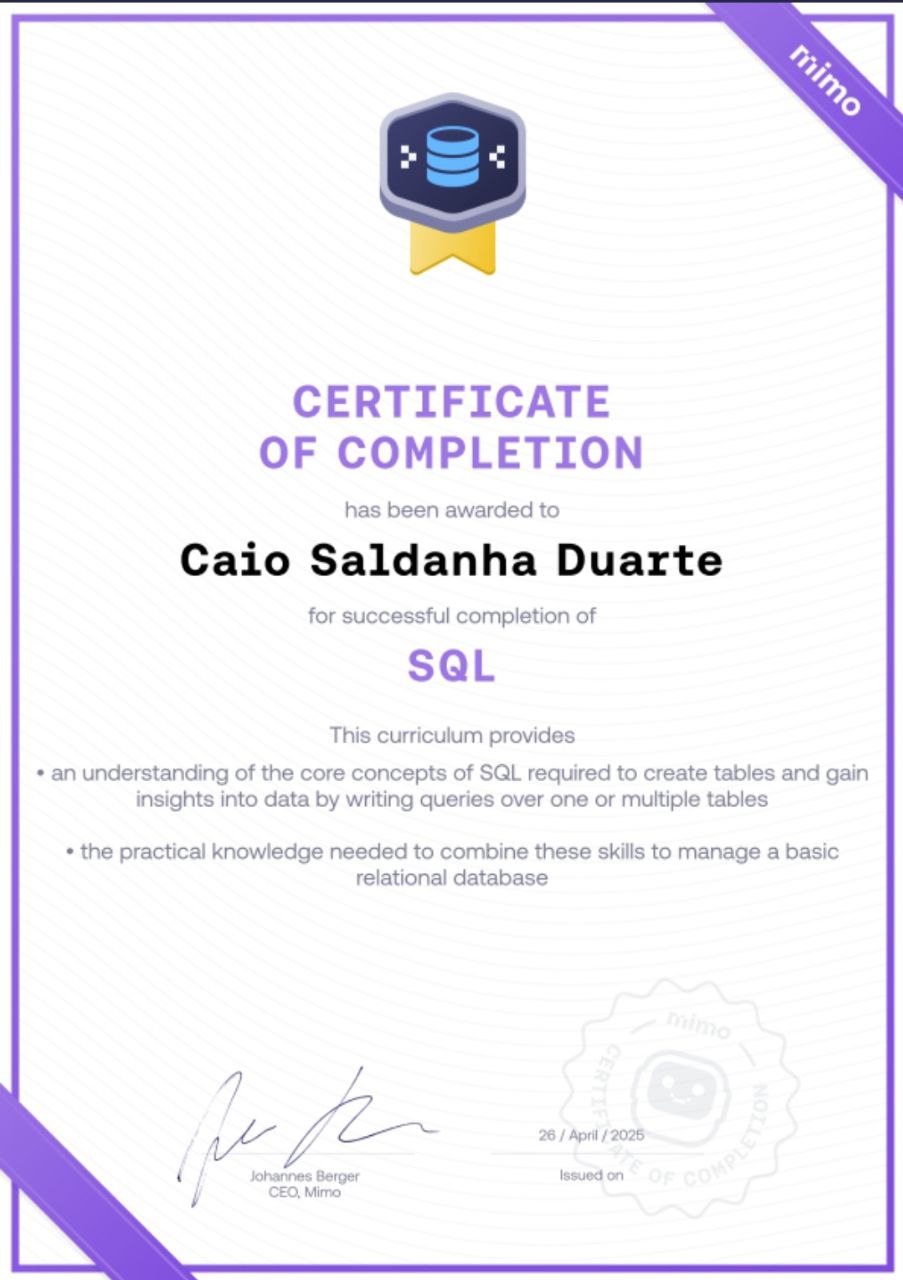 mimo
CERTIFICATE
OF COMPLETION
has been awarded to
Caio Saldanha Duarte
for successful completion of
SQL
This curriculum provides
• an understanding of the core concepts of SQL required to create tables and gain
insights into data by writing queries over one or multiple tables
• the practical knowledge needed to combine these skills to manage a basic
relational database
mimo
CERTIFICATE OF COMPLETION
26 / April / 2025
Johannes Berger
Issued on
CEO, Mimo